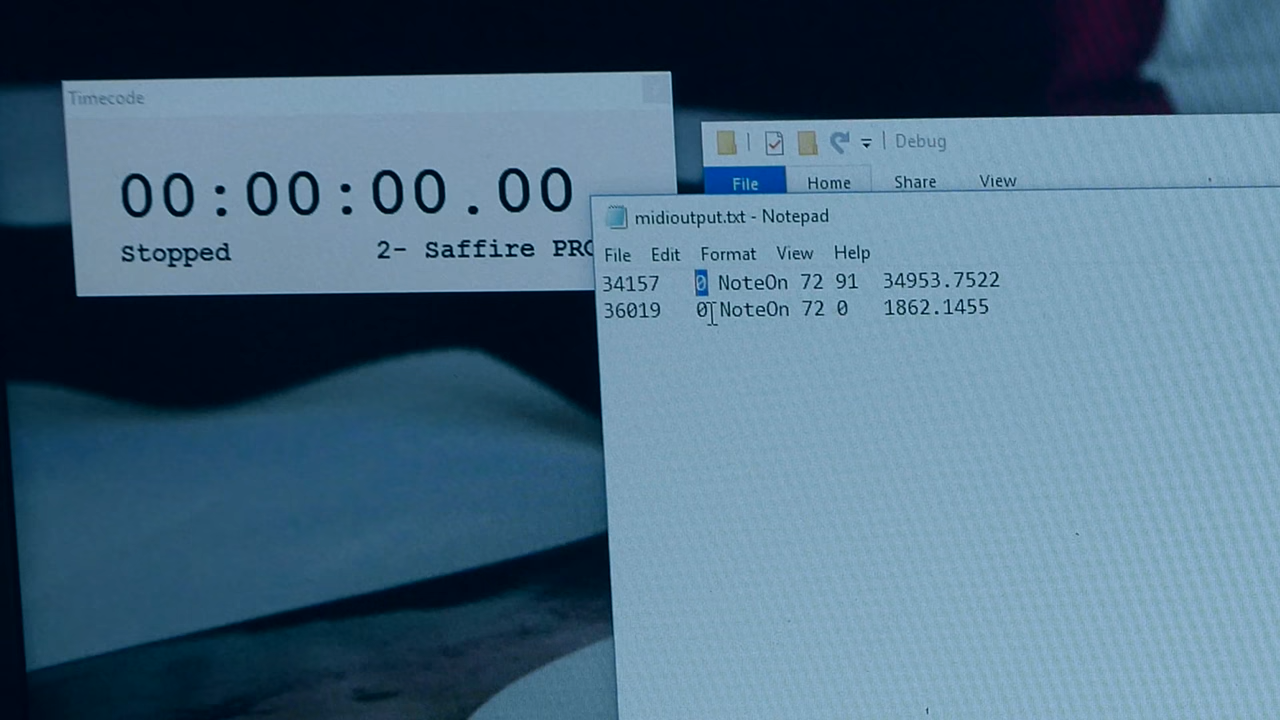 Timecode
00:00:00.00
Stopped 2- Saffire PRO
Debug
File Home Share View
midioutput.txt - Notepad
File Edit Format View Help
34157 0 NoteOn 72 91 34953.7522
36019 0 NoteOn 72 0 1862.1455